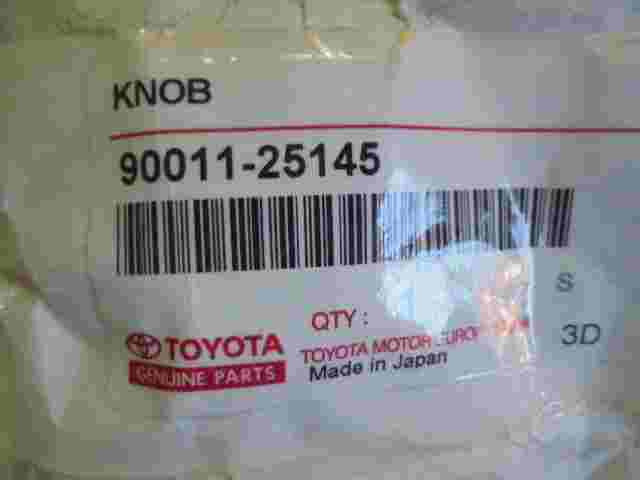 KNOB
90011-25145
S
QTY :
TOYOTA
GENUINE PARTS
TOYOTA MOTOR
Made in Japan
3D